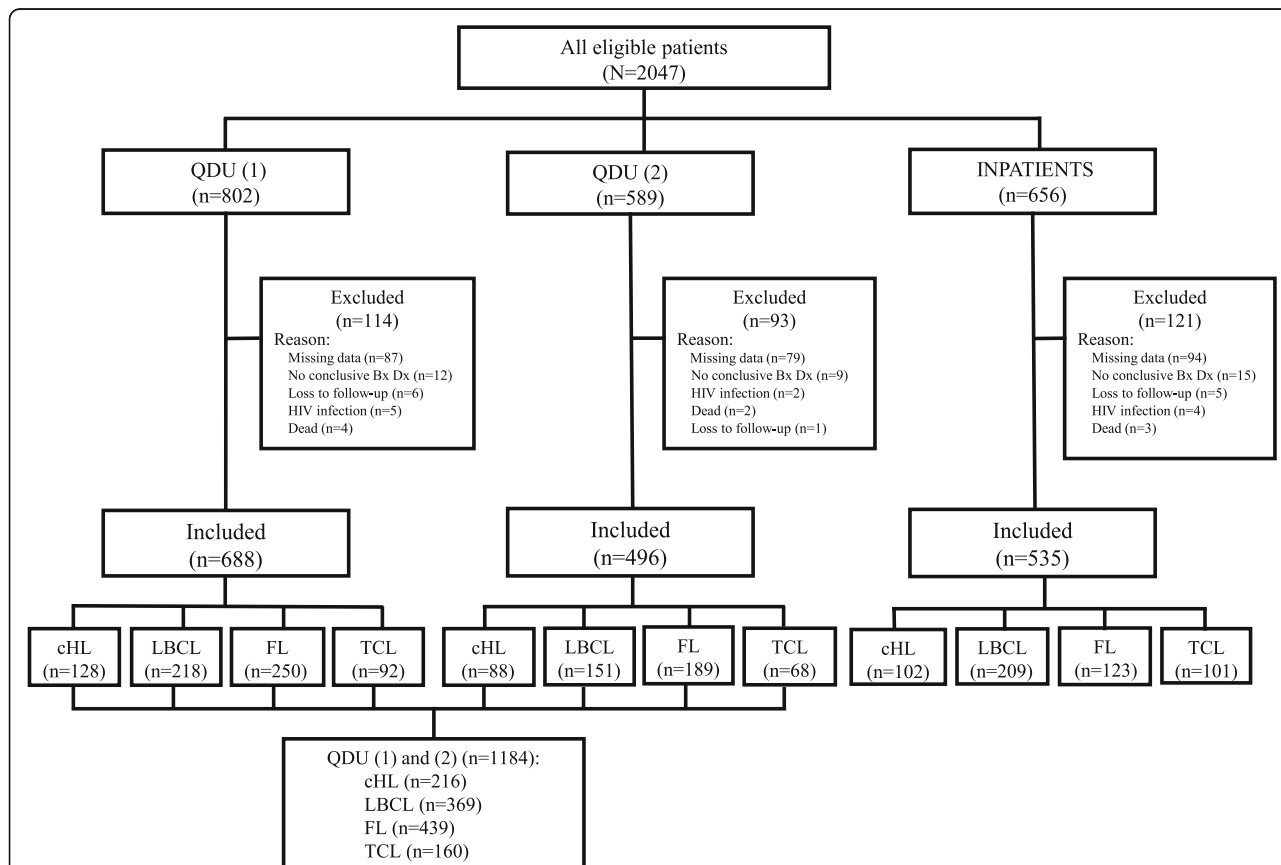 All eligible patients
(N=2047)
QDU (1)
(n=802)
QDU (2)
(n=589)
INPATIENTS
(n=656)
Excluded
(n=114)
Reason:
Missing data (n=87)
No conclusive Bx Dx (n=12)
Loss to follow-up (n=6)
HIV infection (n=5)
Dead (n=4)
Excluded
(n=93)
Reason:
Missing data (n=79)
No conclusive Bx Dx (n=9)
HIV infection (n=2)
Dead (n=2)
Loss to follow-up (n=1)
Excluded
(n=121)
Reason:
Missing data (n=94)
No conclusive Bx Dx (n=15)
Loss to follow-up (n=5)
HIV infection (n=4)
Dead (n=3)
Included
(n=688)
Included
(n=496)
Included
(n=535)
cHL
(n=128)
LBCL
(n=218)
FL
(n=250)
TCL
(n=92)
cHL
(n=88)
LBCL
(n=151)
FL
(n=189)
TCL
(n=68)
cHL
(n=102)
LBCL
(n=209)
FL
(n=123)
TCL
(n=101)
QDU (1) and (2) (n=1184):
cHL (n=216)
LBCL (n=369)
FL (n=439)
TCL (n=160)